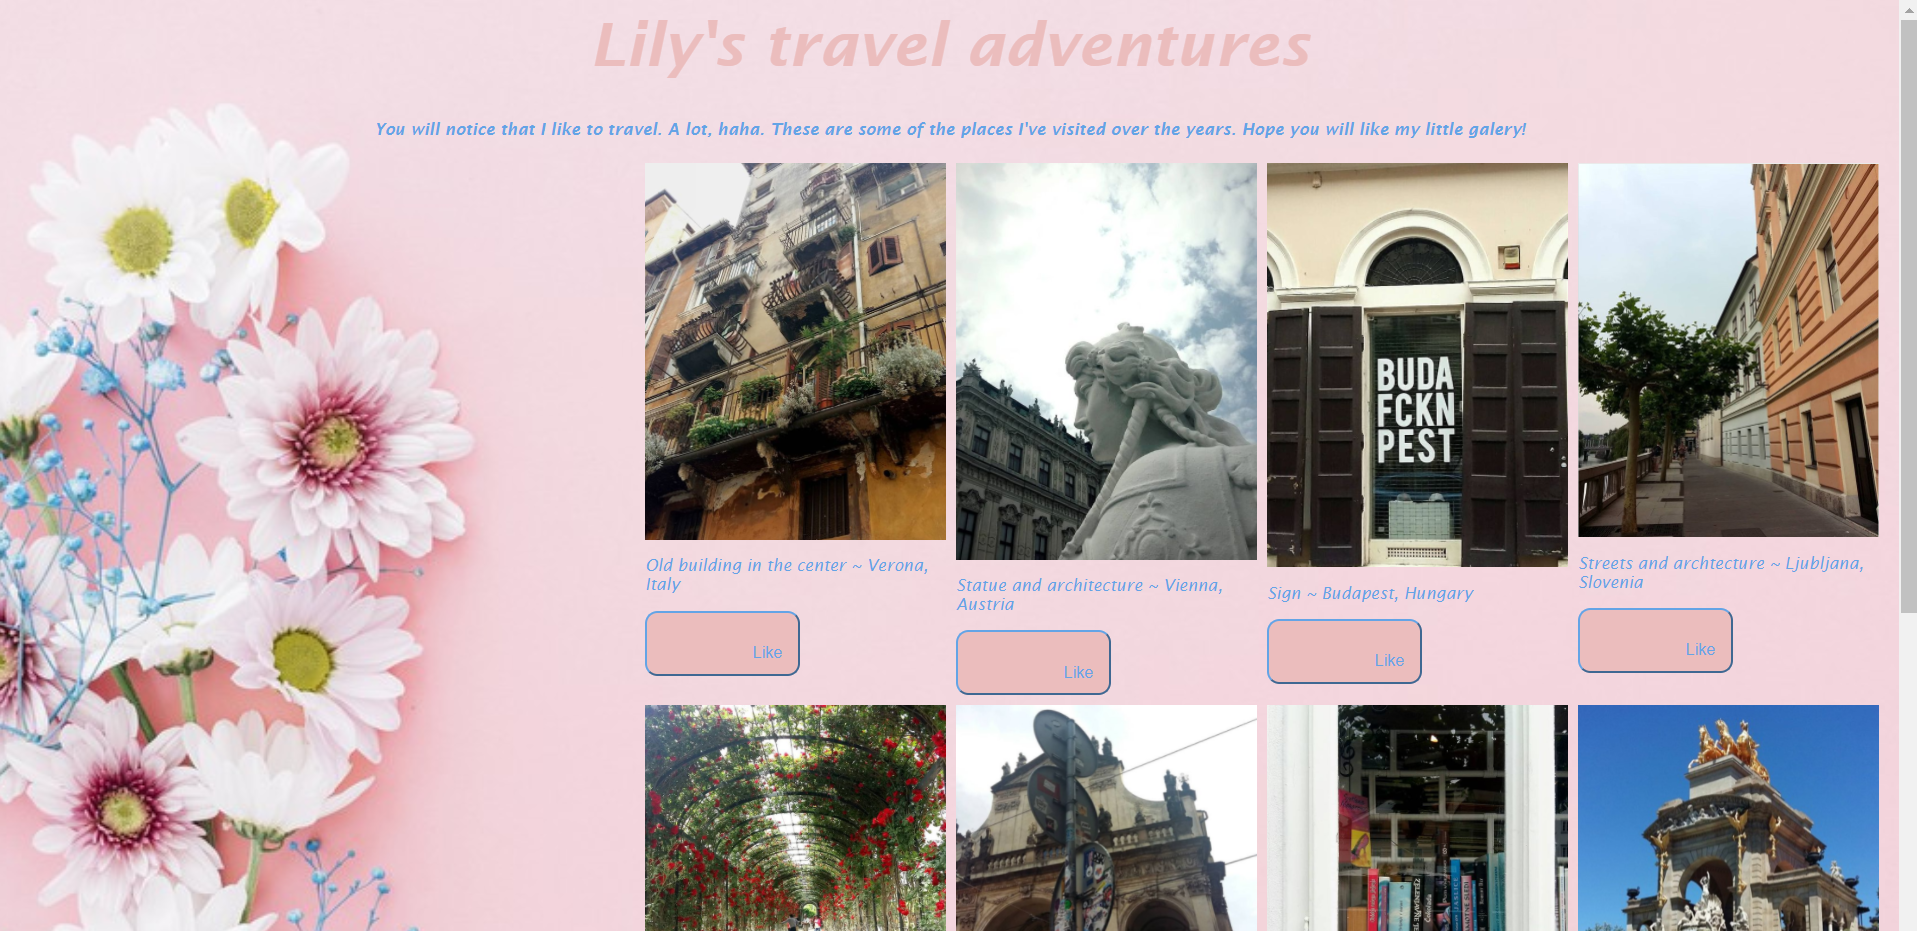 Lily's travel adventures
You will notice that I like to travel. A lot, haha. These are some of the places I've visited over the years. Hope you will like my little galery!
BUDA
FCKN
PEST
Old building in the center ~ Verona,
Italy
Like
Statue and architecture ~ Vienna,
Austria
Like
Sign ~ Budapest, Hungary
Like
Streets and archtecture ~ Ljubljana,
Slovenia
Like